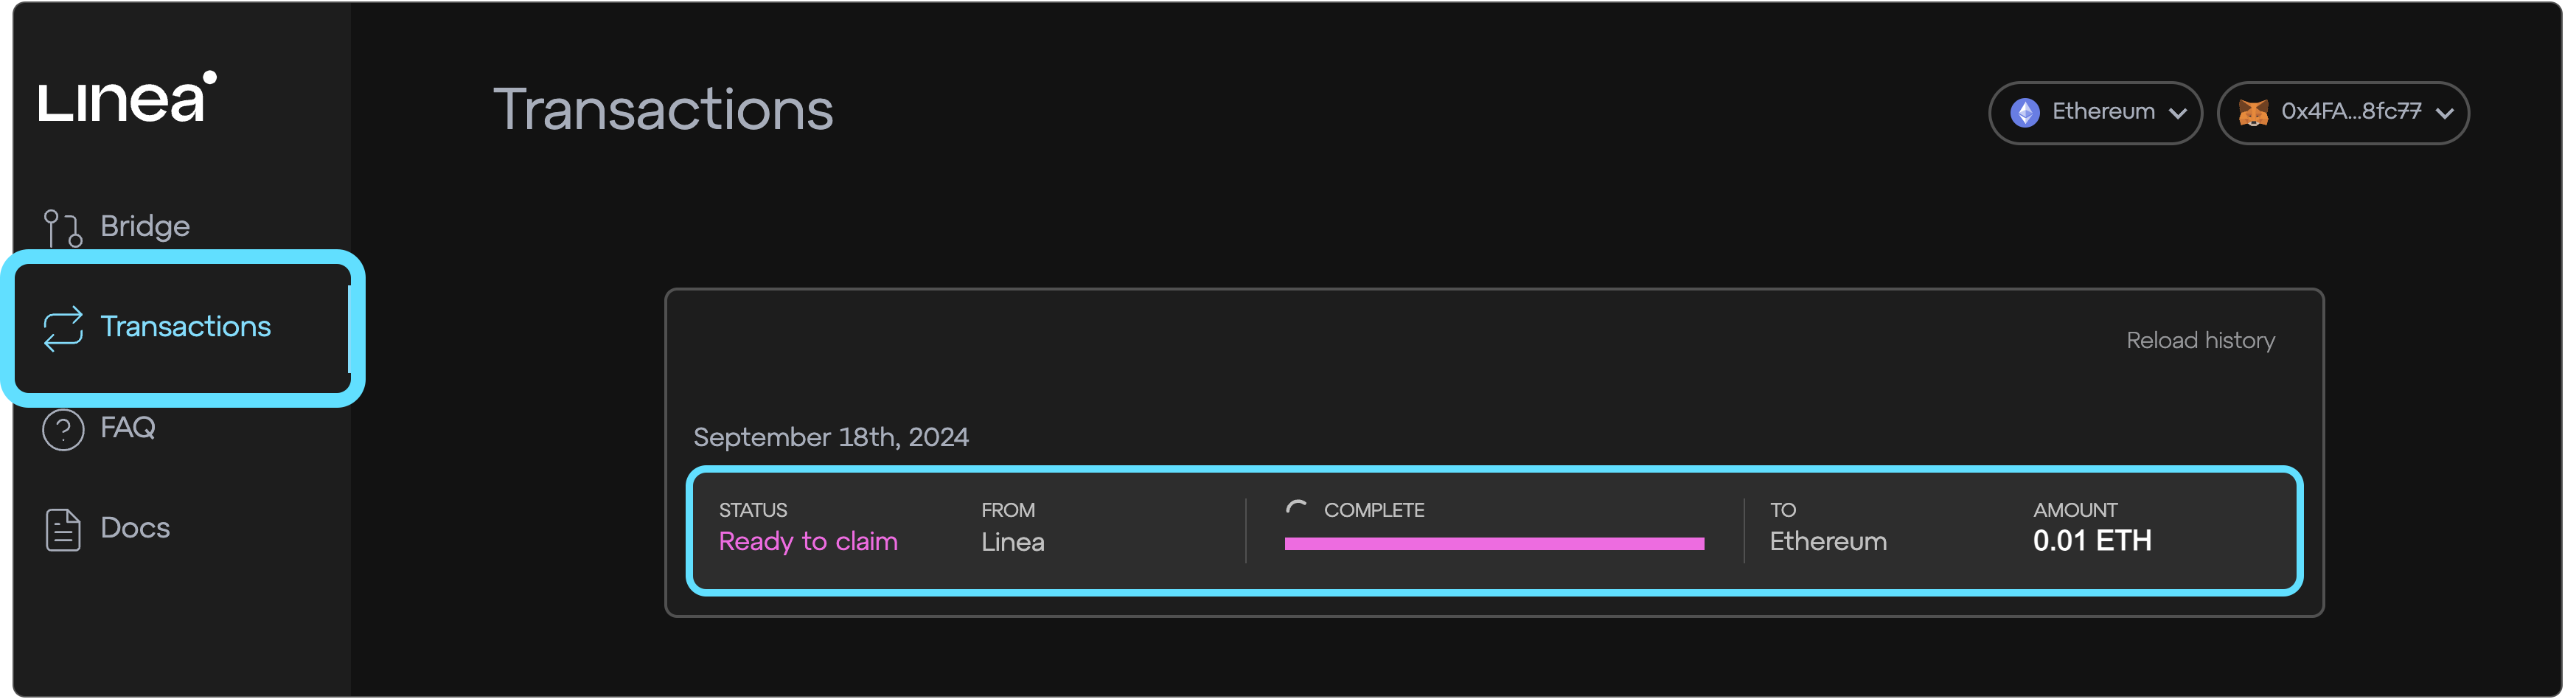 Linea
Transactions
Ethereum
0x4FA...8fc77
Bridge
Transactions
FAQ
Docs
Reload history
September 18th, 2024
STATUS FROM COMPLETE TO AMOUNT
Ready to claim Linea Ethereum 0.01 ETH